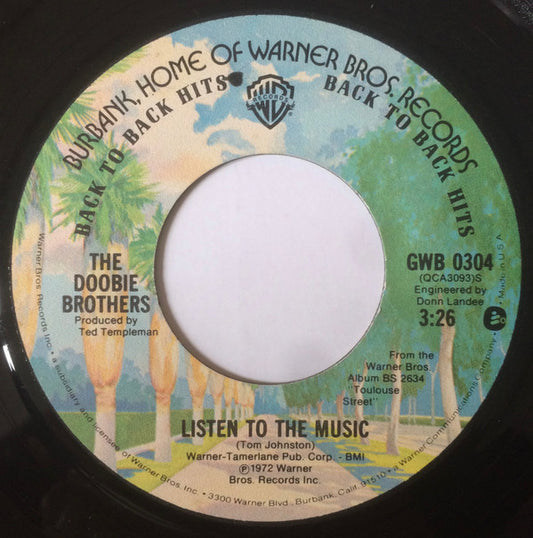 BURBANK, HOME OF WARNER BROS. RECORDS
BACK TO BACK HITS
BACK TO BACK HITS
WB
RECORDS
THE
DOOBIE
BROTHERS
Produced by
Ted Templeman
GWB 0304
(QCA3093)S
Engineered by
Donn Landee
3:26
Made in U.S.A.
From the
Warner Bros.
Album BS 2634
"Toulouse
Street"
LISTEN TO THE MUSIC
(Tom Johnston)
Warner-Tamerlane Pub. Corp. - BMI
℗1972 Warner
Bros. Records Inc.
Warner Bros. Records Inc. • a subsidiary and licensee of Warner Bros. Inc. • 3300 Warner Blvd., Burbank, Calif. 91510 • a Warner Communications Company •